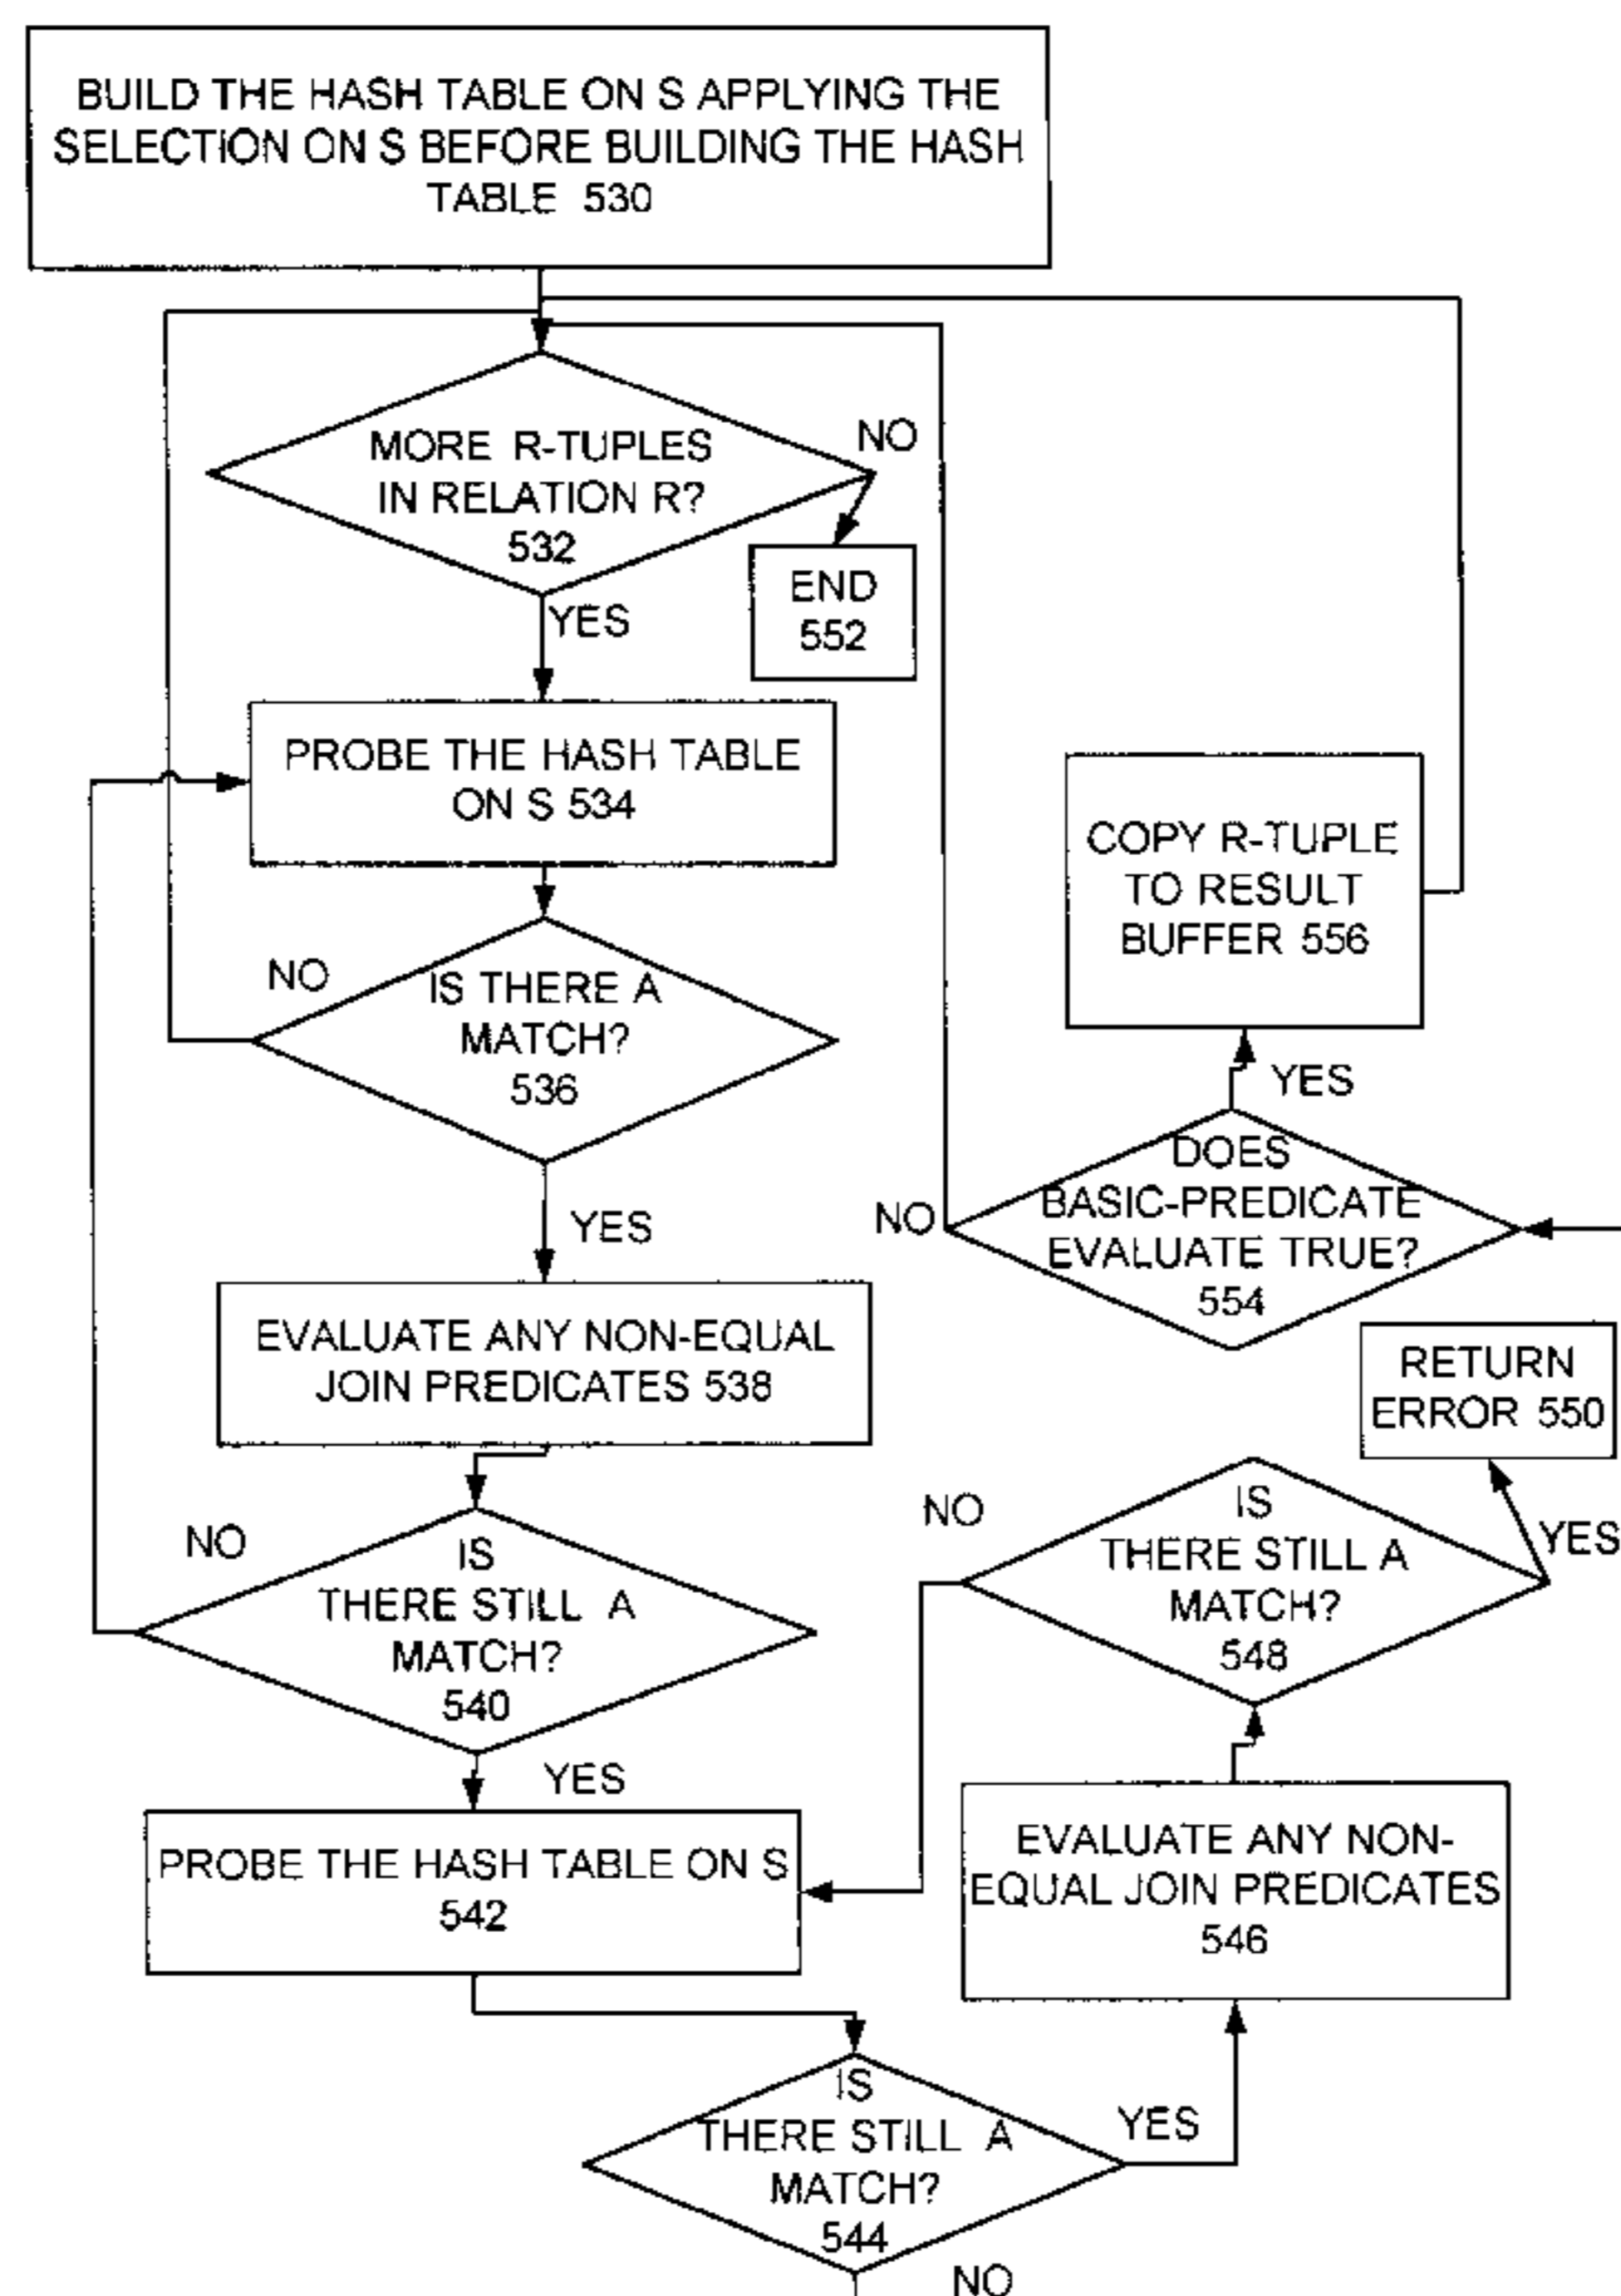 BUILD THE HASH TABLE ON S APPLYING THE
SELECTION ON S BEFORE BUILDING THE HASH
TABLE 530
MORE R-TUPLES
IN RELATION R?
532
NO
END
552
YES
PROBE THE HASH TABLE
ON S 534
NO
IS THERE A
MATCH?
536
YES
EVALUATE ANY NON-EQUAL
JOIN PREDICATES 538
NO
IS
THERE STILL A
MATCH?
540
YES
PROBE THE HASH TABLE ON S
542
IS
THERE STILL A
MATCH?
544
YES
NO
EVALUATE ANY NON-
EQUAL JOIN PREDICATES
546
IS
THERE STILL A
MATCH?
548
NO
YES
RETURN
ERROR 550
DOES
BASIC-PREDICATE
EVALUATE TRUE?
554
NO
YES
COPY R-TUPLE
TO RESULT
BUFFER 556